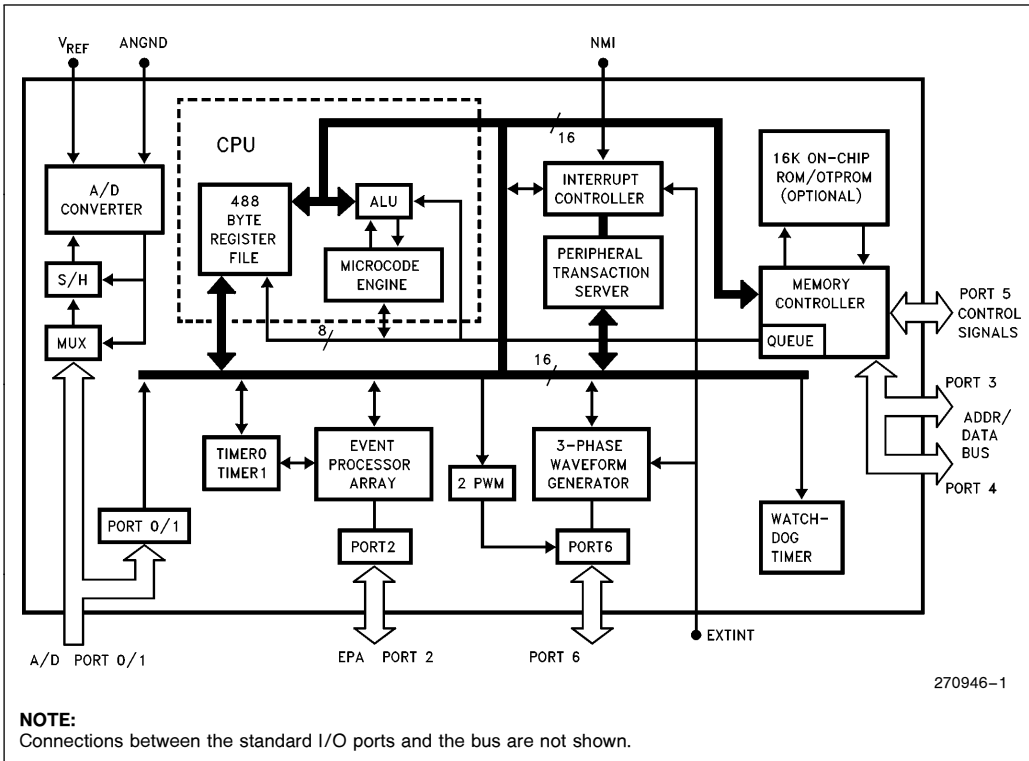 VREF
ANGND
NMI
CPU
16
A/D
CONVERTER
488
BYTE
REGISTER
FILE
ALU
INTERRUPT
CONTROLLER
16K ON-CHIP
ROM/OTPROM
(OPTIONAL)
S/H
MICROCODE
ENGINE
PERIPHERAL
TRANSACTION
SERVER
MEMORY
CONTROLLER
QUEUE
PORT 5
CONTROL
SIGNALS
MUX
8
16
PORT 3
ADDR/
DATA
BUS
PORT 4
TIMER0
TIMER1
EVENT
PROCESSOR
ARRAY
2 PWM
3-PHASE
WAVEFORM
GENERATOR
PORT 0/1
PORT2
PORT6
WATCH-
DOG
TIMER
EXTINT
A/D PORT 0/1
EPA PORT 2
PORT 6
270946-1
NOTE:
Connections between the standard I/O ports and the bus are not shown.